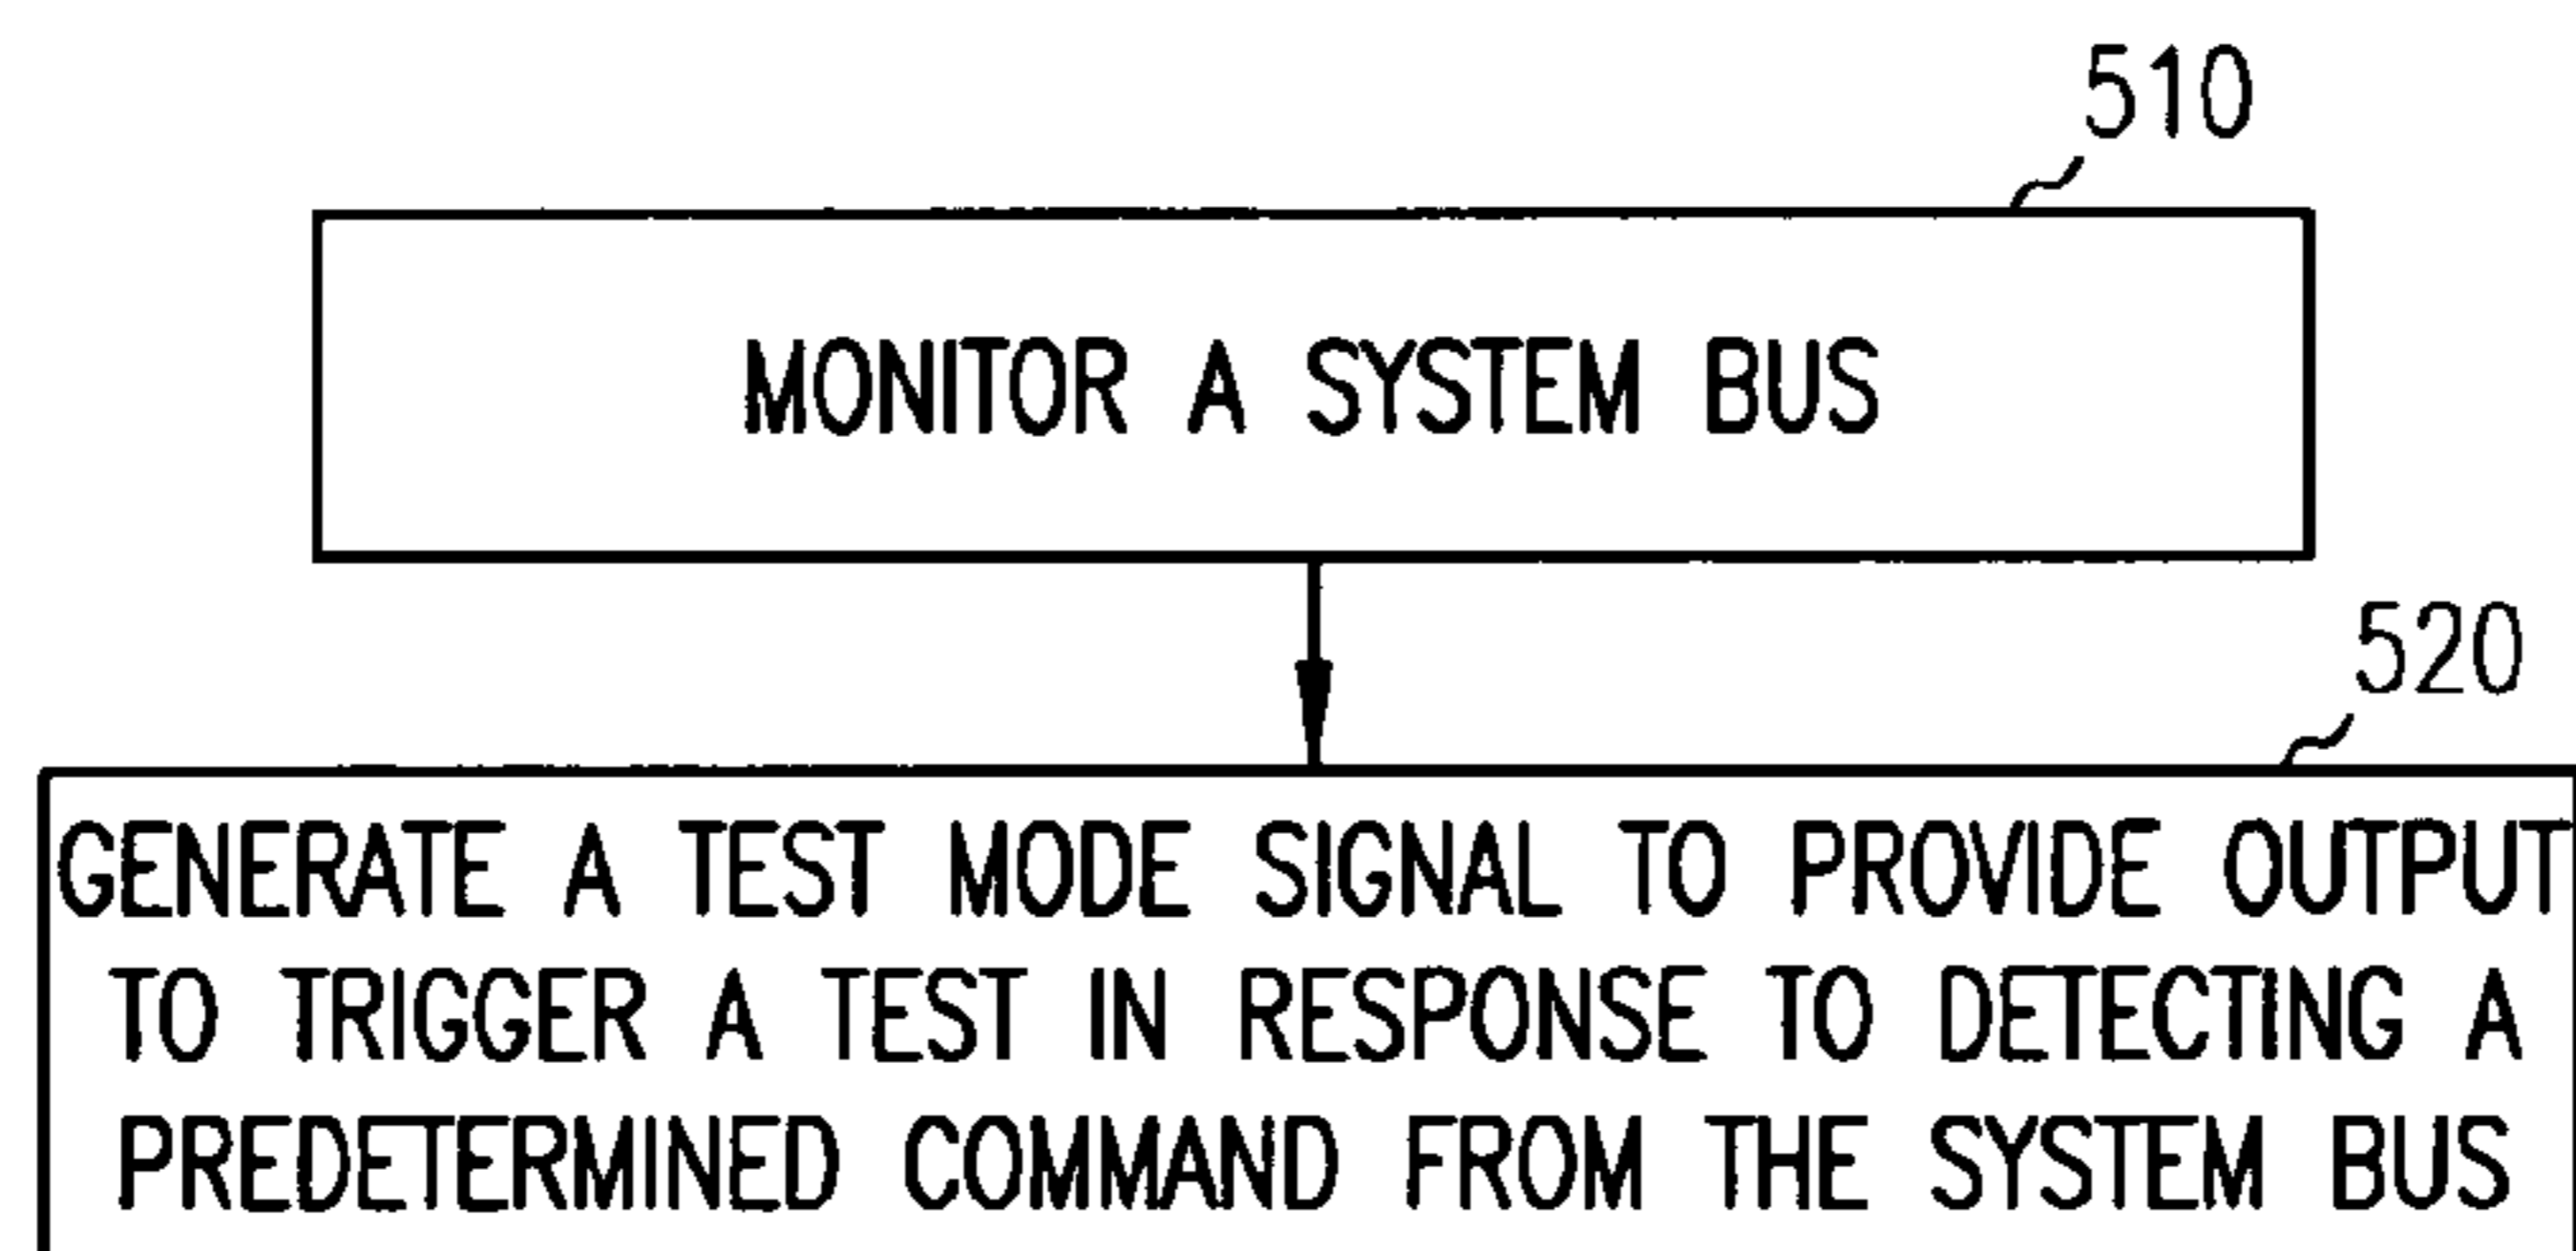 510
MONITOR A SYSTEM BUS
520
GENERATE A TEST MODE SIGNAL TO PROVIDE OUTPUT
TO TRIGGER A TEST IN RESPONSE TO DETECTING A
PREDETERMINED COMMAND FROM THE SYSTEM BUS